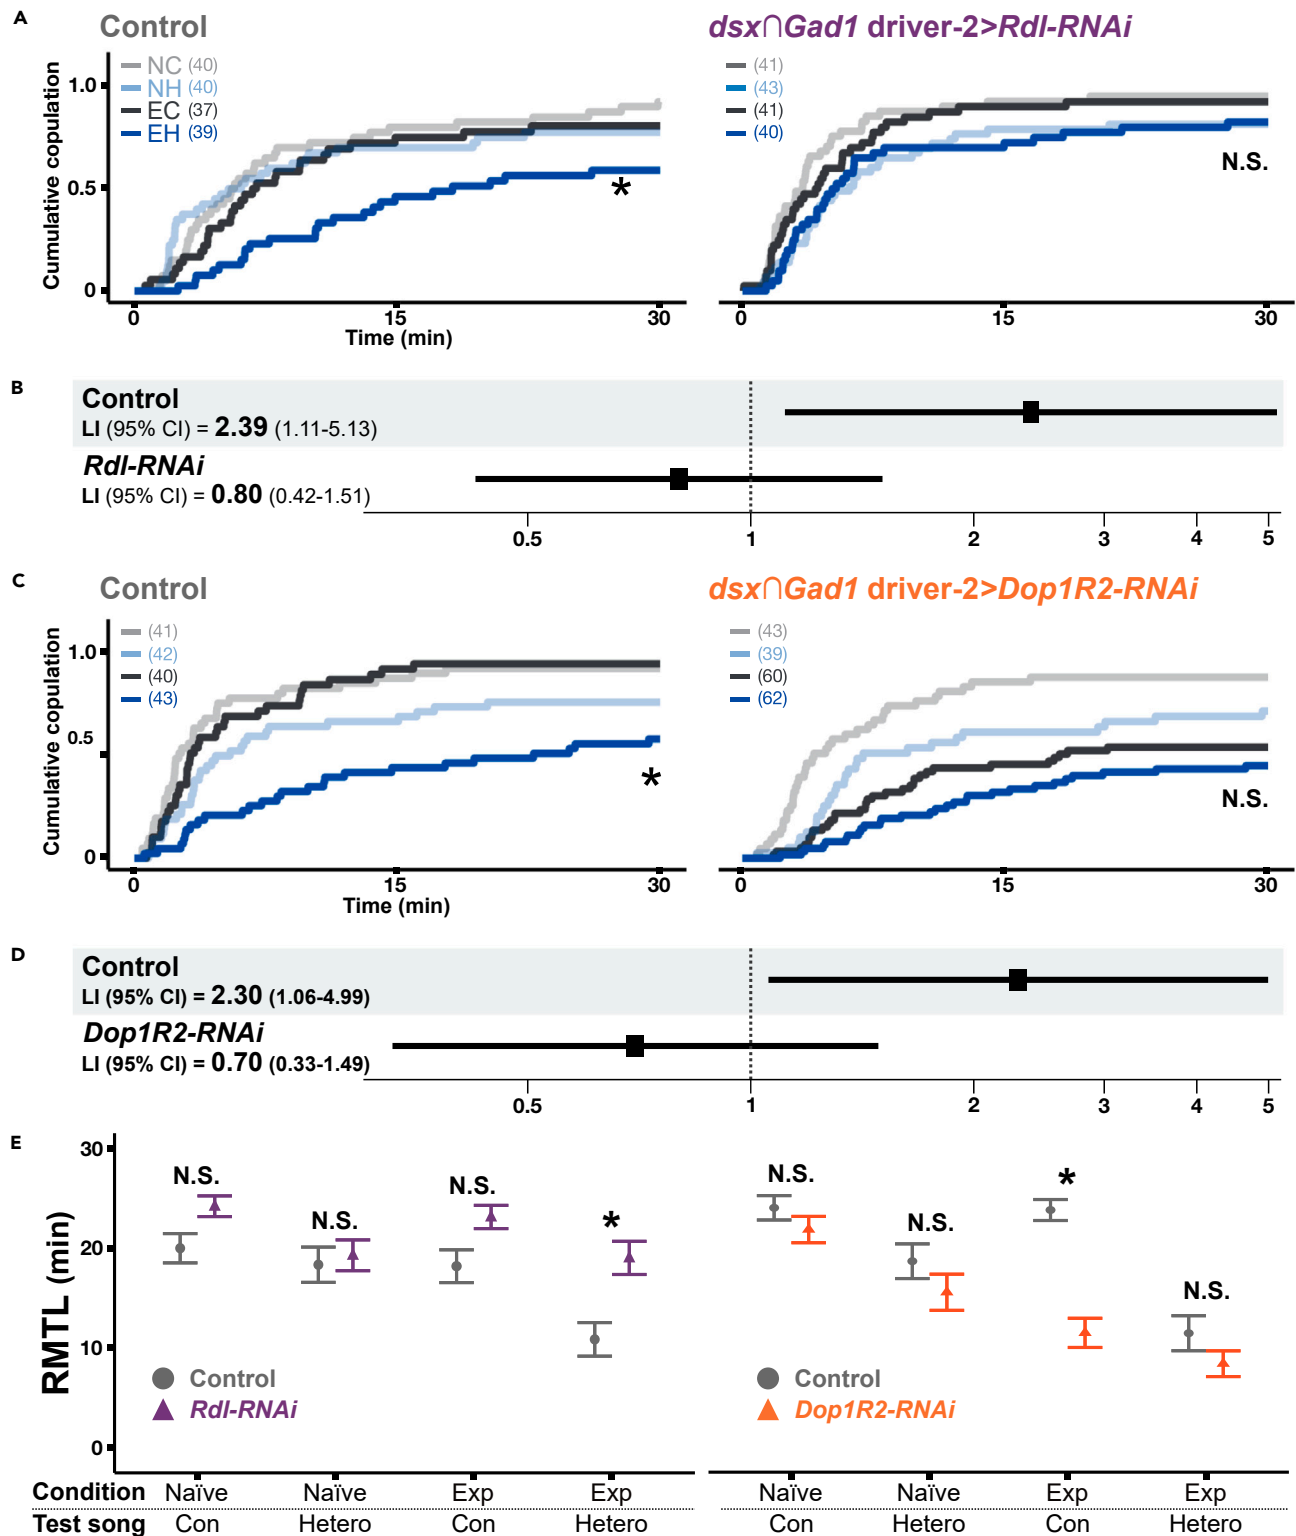 A
Control
dsx∩Gad1 driver-2>Rdl-RNAi
Cumulative copulation
1.0
0.5
0
NC (40)
NH (40)
EC (37)
EH (39)
*
0
15
30
Time (min)
(41)
(43)
(41)
(40)
N.S.
0
15
30
B
Control
LI (95% CI) = 2.39 (1.11-5.13)
Rdl-RNAi
LI (95% CI) = 0.80 (0.42-1.51)
0.5
1
2
3
4
5
C
Control
dsx∩Gad1 driver-2>Dop1R2-RNAi
Cumulative copulation
1.0
0.5
0
(41)
(42)
(40)
(43)
*
0
15
30
Time (min)
(43)
(39)
(60)
(62)
N.S.
0
15
30
D
Control
LI (95% CI) = 2.30 (1.06-4.99)
Dop1R2-RNAi
LI (95% CI) = 0.70 (0.33-1.49)
0.5
1
2
3
4
5
E
RMTL (min)
30
20
10
0
N.S.
N.S.
N.S.
*
Control
Rdl-RNAi
N.S.
N.S.
*
N.S.
Control
Dop1R2-RNAi
Condition Naïve Naïve Exp Exp Naïve Naïve Exp Exp
Test song Con Hetero Con Hetero Con Hetero Con Hetero